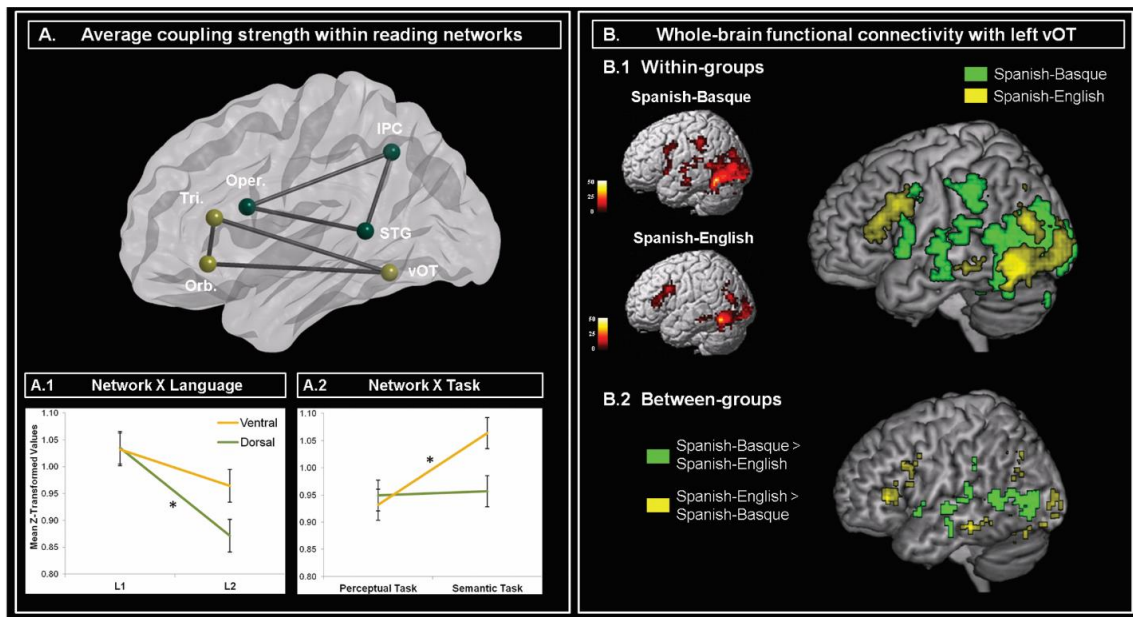 A. Average coupling strength within reading networks
IPC
Oper.
Tri.
STG
vOT
Orb.
A.1 Network X Language
Mean Z-Transformed Values
1.10
1.05
1.00
0.95
0.90
0.85
0.80
Ventral
Dorsal
*
L1
L2
A.2 Network X Task
1.10
1.05
1.00
0.95
0.90
0.85
0.80
*
Perceptual Task
Semantic Task
B. Whole-brain functional connectivity with left vOT
B.1 Within-groups
Spanish-Basque
50
25
0
Spanish-English
50
25
0
Spanish-Basque
Spanish-English
B.2 Between-groups
Spanish-Basque >
Spanish-English
Spanish-English >
Spanish-Basque